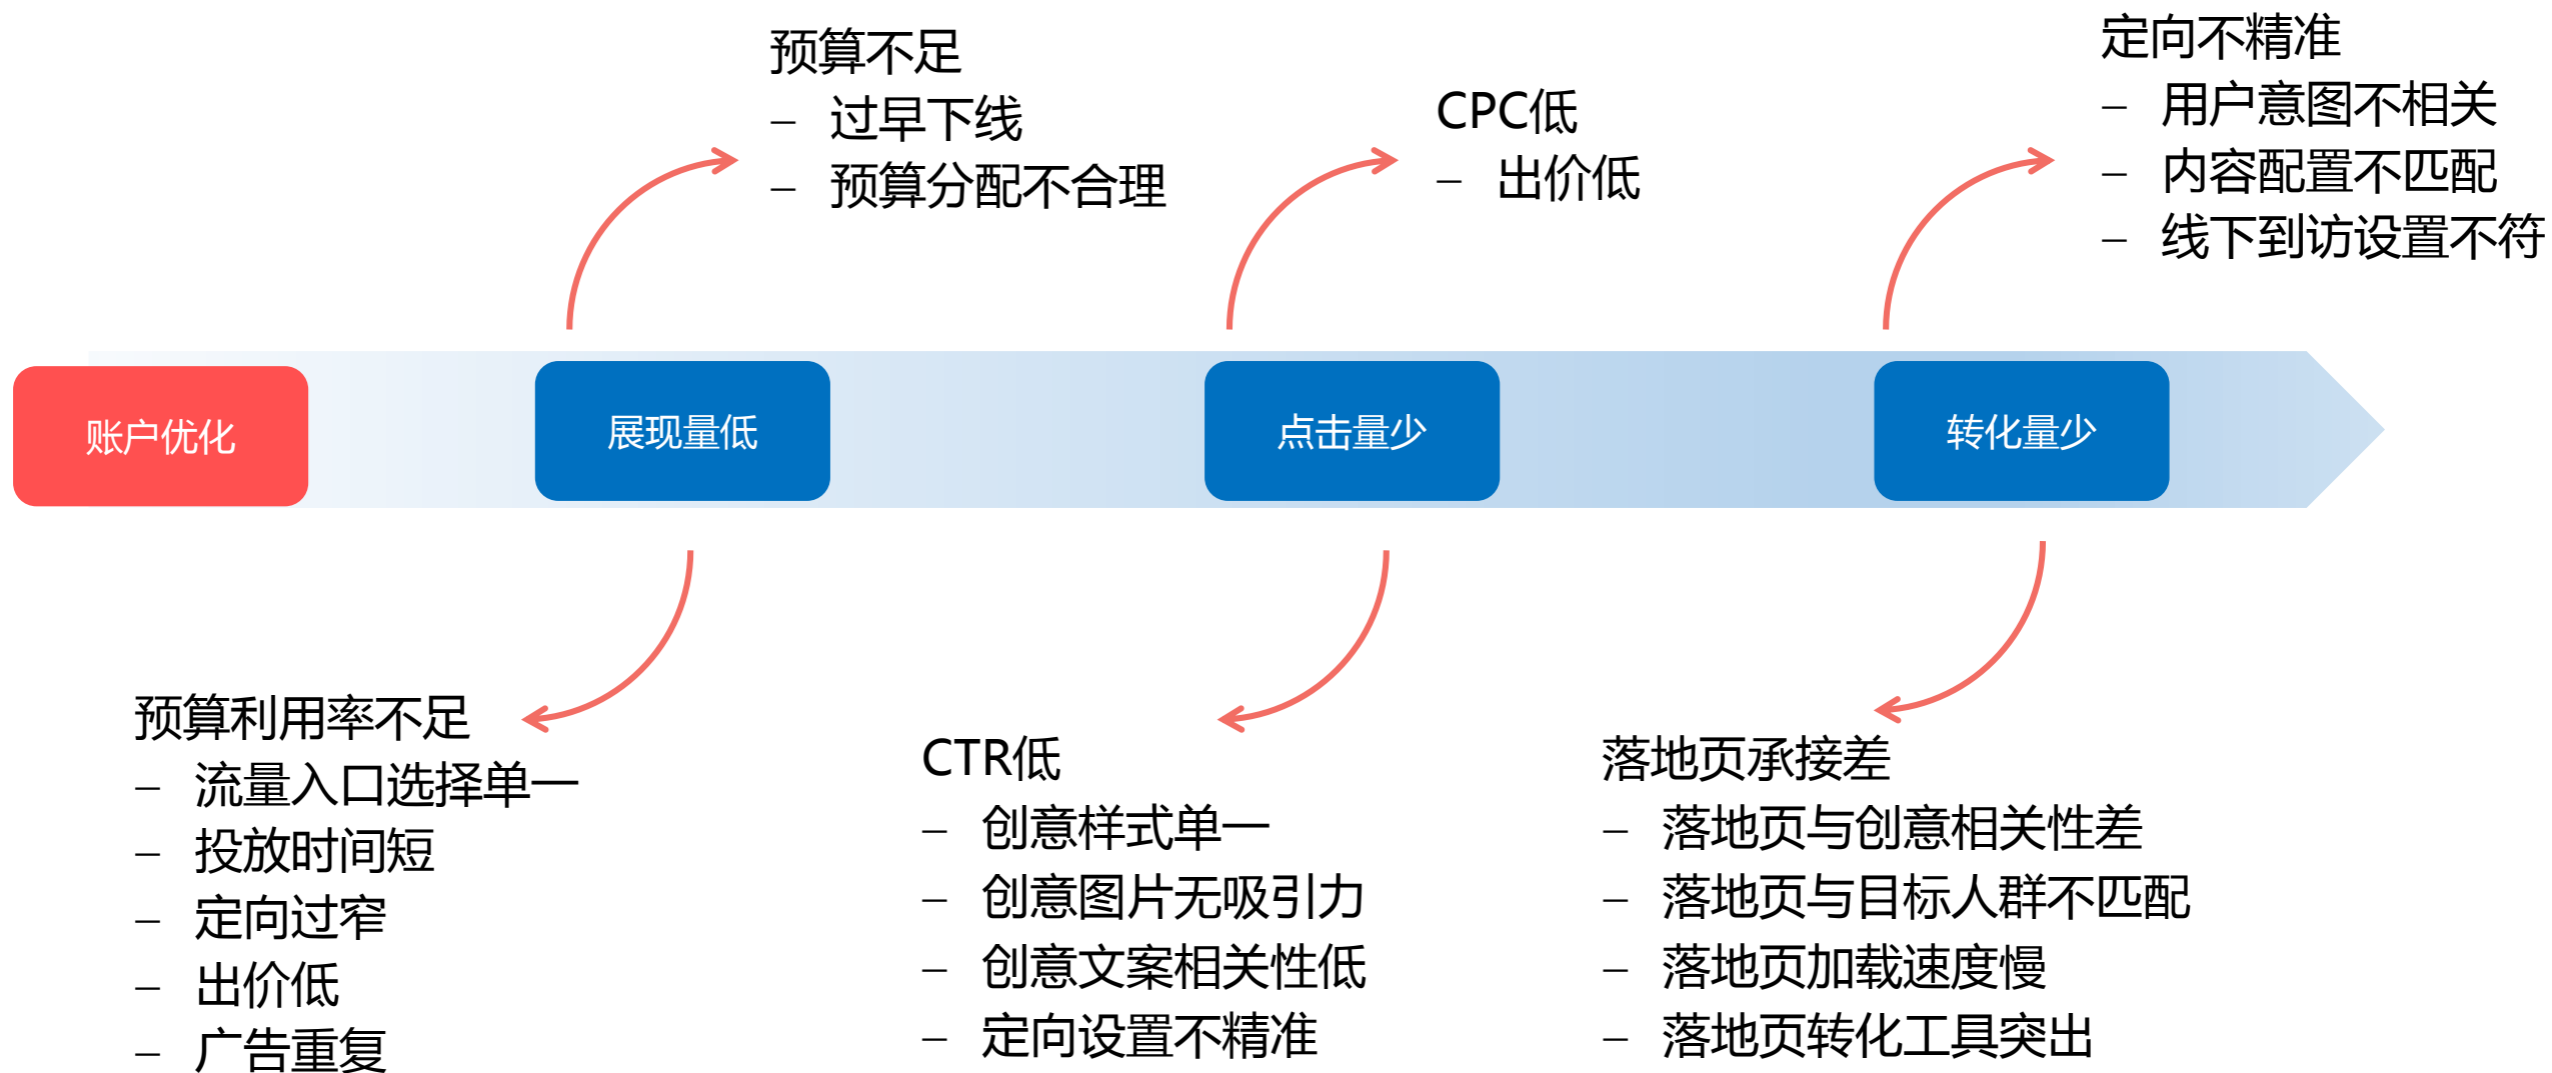 预算不足
– 过早下线
– 预算分配不合理
CPC低
– 出价低
定向不精准
– 用户意图不相关
– 内容配置不匹配
– 线下到访设置不符
账户优化
展现量低
点击量少
转化量少
预算利用率不足
– 流量入口选择单一
– 投放时间短
– 定向过窄
– 出价低
– 广告重复
CTR低
– 创意样式单一
– 创意图片无吸引力
– 创意文案相关性低
– 定向设置不精准
落地页承接差
– 落地页与创意相关性差
– 落地页与目标人群不匹配
– 落地页加载速度慢
– 落地页转化工具突出